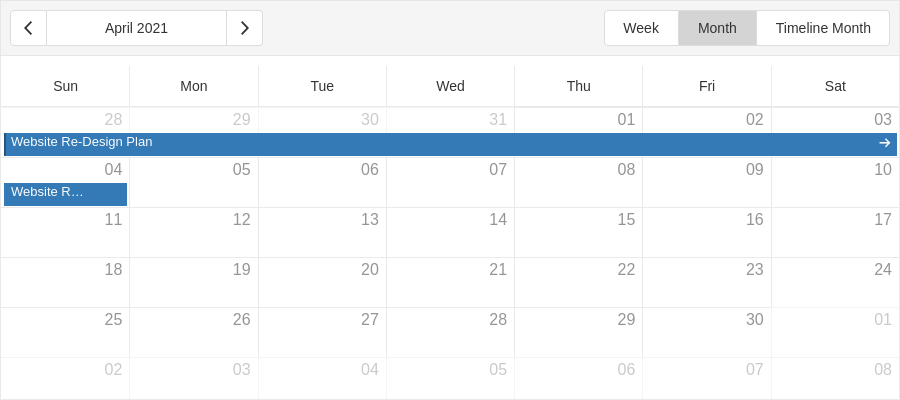 April 2021 Week Month Timeline Month
Sun Mon Tue Wed Thu Fri Sat
28 29 30 31 01 02 03
Website Re-Design Plan
04 05 06 07 08 09 10
Website R…
11 12 13 14 15 16 17
18 19 20 21 22 23 24
25 26 27 28 29 30 01
02 03 04 05 06 07 08